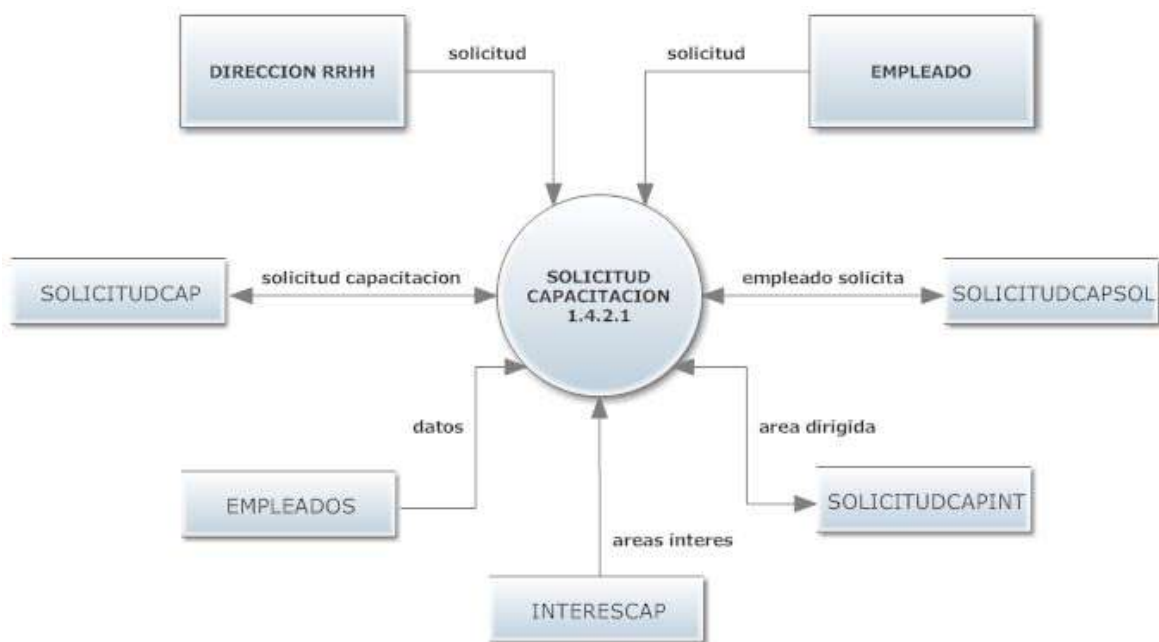 solicitud
solicitud
DIRECCION RRHH
EMPLEADO
solicitud capacitacion
SOLICITUD
CAPACITACION
1.4.2.1
empleado solicita
SOLICITUDCAP
SOLICITUDCAPSOL
datos
area dirigida
EMPLEADOS
SOLICITUDCAPINT
areas interes
INTERESCAP